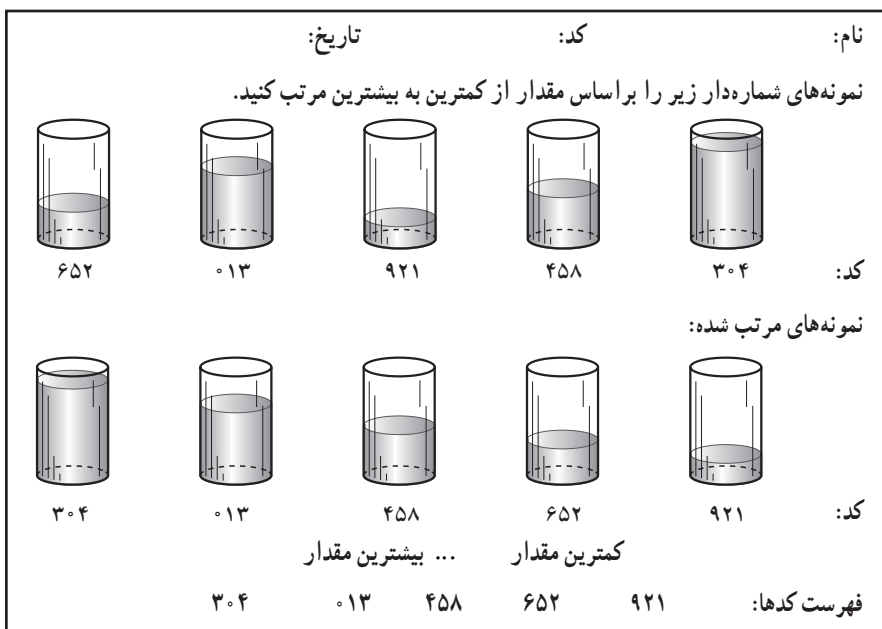 نام: کد: تاریخ:
نمونه‌های شماره‌دار زیر را براساس مقدار از کمترین به بیشترین مرتب کنید.
کد: ۳۰۴ ۴۵۸ ۹۲۱ ۰۱۳ ۶۵۲
نمونه‌های مرتب شده:
کد: ۹۲۱ ۶۵۲ ۴۵۸ ۰۱۳ ۳۰۴
کمترین مقدار ... بیشترین مقدار
فهرست کدها: ۹۲۱ ۶۵۲ ۴۵۸ ۰۱۳ ۳۰۴